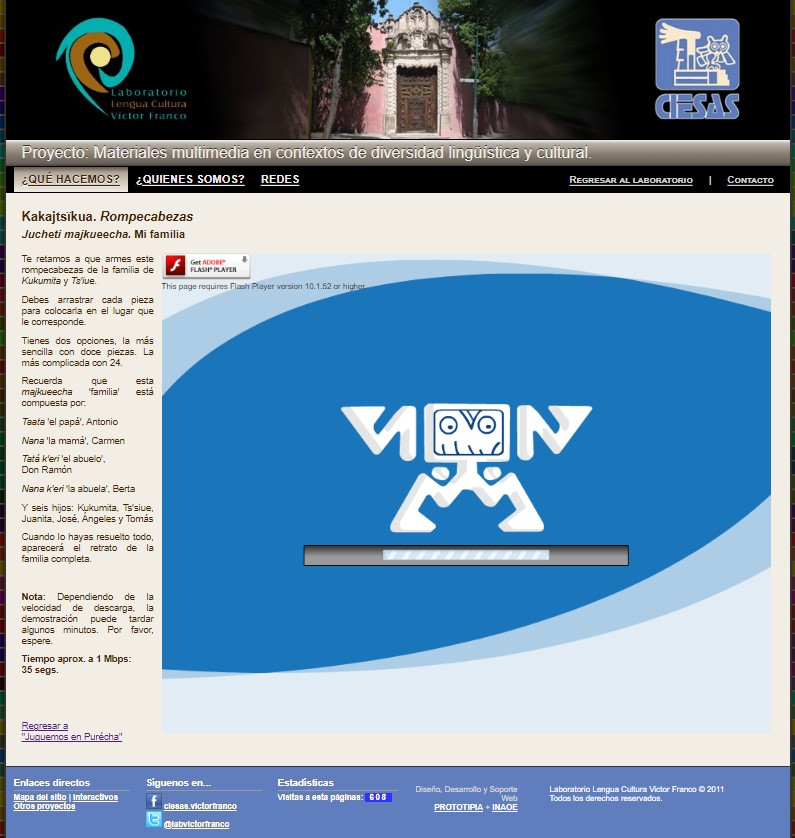 Laboratorio
Lengua Cultura
Victor Franco
CIESAS
Proyecto: Materiales multimedia en contextos de diversidad lingüística y cultural.
¿QUÉ HACEMOS? ¿QUIENES SOMOS? REDES REGRESAR AL LABORATORIO | CONTACTO
Kakajtsïkua. Rompecabezas
Jucheti majkueecha. Mi familia
Te retamos a que armes este
rompecabezas de la familia de
Kukumita y Ts'iue.
Debes arrastrar cada pieza
para colocarla en el lugar que
le corresponde.
Tienes dos opciones, la más
sencilla con doce piezas. La
más complicada con 24.
Recuerda que esta
majkueecha 'familia' está
compuesta por:
Taata 'el papá', Antonio
Nana 'la mamá', Carmen
Tatá k'eri 'el abuelo',
Don Ramón
Nana k'eri 'la abuela', Berta
Y seis hijos: Kukumita, Ts'siue,
Juanita, José, Ángeles y Tomás
Cuando lo hayas resuelto todo,
aparecerá el retrato de la
familia completa.
Nota: Dependiendo de la
velocidad de descarga, la
demostración puede tardar
algunos minutos. Por favor,
espere.
Tiempo aprox. a 1 Mbps:
35 segs.
Regresar a
"Juguemos en Purécha"
Get ADOBE®
FLASH® PLAYER
This page requires Flash Player version 10.1.52 or higher.
Enlaces directos
Mapa del sitio | Interactivos
Otros proyectos
Síguenos en...
ciesas.victorfranco
@labvictorfranco
Estadísticas
Visitas a esta páginas: 608
Diseño, Desarrollo y Soporte
Web
PROTOTIPIA + INAOE
Laboratorio Lengua Cultura Victor Franco © 2011
Todos los derechos reservados.